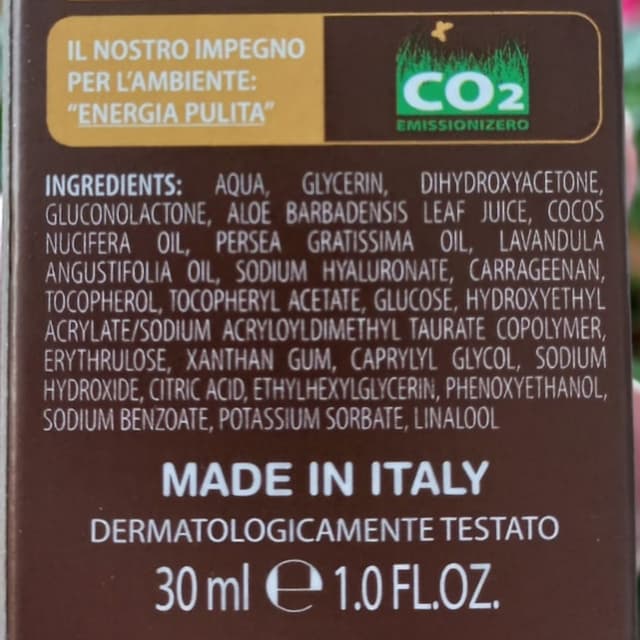 IL NOSTRO IMPEGNO
PER L'AMBIENTE:
"ENERGIA PULITA"
CO2
EMISSIONIZERO
INGREDIENTS: AQUA, GLYCERIN, DIHYDROXYACETONE,
GLUCONOLACTONE, ALOE BARBADENSIS LEAF JUICE, COCOS
NUCIFERA OIL, PERSEA GRATISSIMA OIL, LAVANDULA
ANGUSTIFOLIA OIL, SODIUM HYALURONATE, CARRAGEENAN,
TOCOPHEROL, TOCOPHERYL ACETATE, GLUCOSE, HYDROXYETHYL
ACRYLATE/SODIUM ACRYLOYLDIMETHYL TAURATE COPOLYMER,
ERYTHRULOSE, XANTHAN GUM, CAPRYLYL GLYCOL, SODIUM
HYDROXIDE, CITRIC ACID, ETHYLHEXYLGLYCERIN, PHENOXYETHANOL,
SODIUM BENZOATE, POTASSIUM SORBATE, LINALOOL
MADE IN ITALY
DERMATOLOGICAMENTE TESTATO
30 ml ℮ 1.0 FL.OZ.